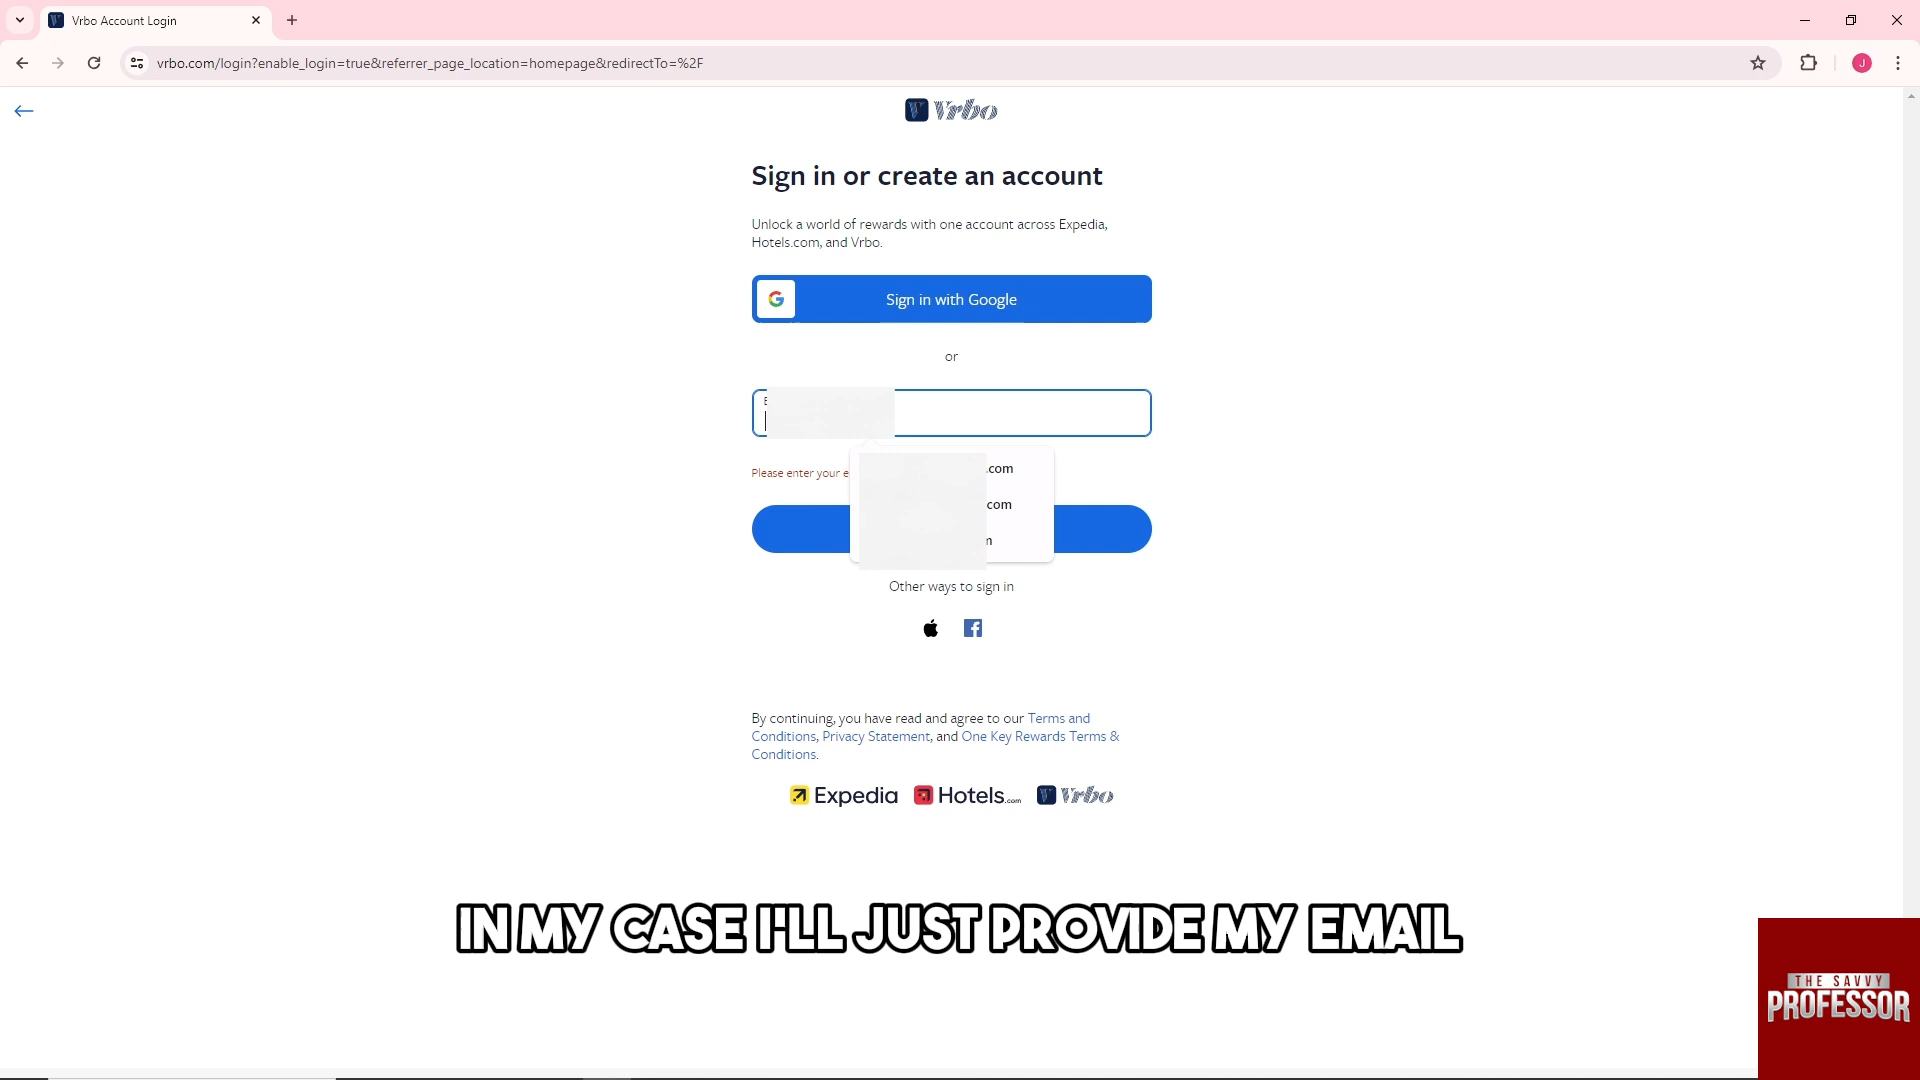 Vrbo Account Login
vrbo.com/login?enable_login=true&referrer_page_location=homepage&redirectTo=%2F
J
Vrbo
Sign in or create an account
Unlock a world of rewards with one account across Expedia,
Hotels.com, and Vrbo.
G
Sign in with Google
or
E
Please enter your e
.com
.com
m
Other ways to sign in
By continuing, you have read and agree to our Terms and
Conditions, Privacy Statement, and One Key Rewards Terms &
Conditions.
Expedia Hotels.com Vrbo
IN MY CASE I'LL JUST PROVIDE MY EMAIL
THE SAVVY
PROFESSOR